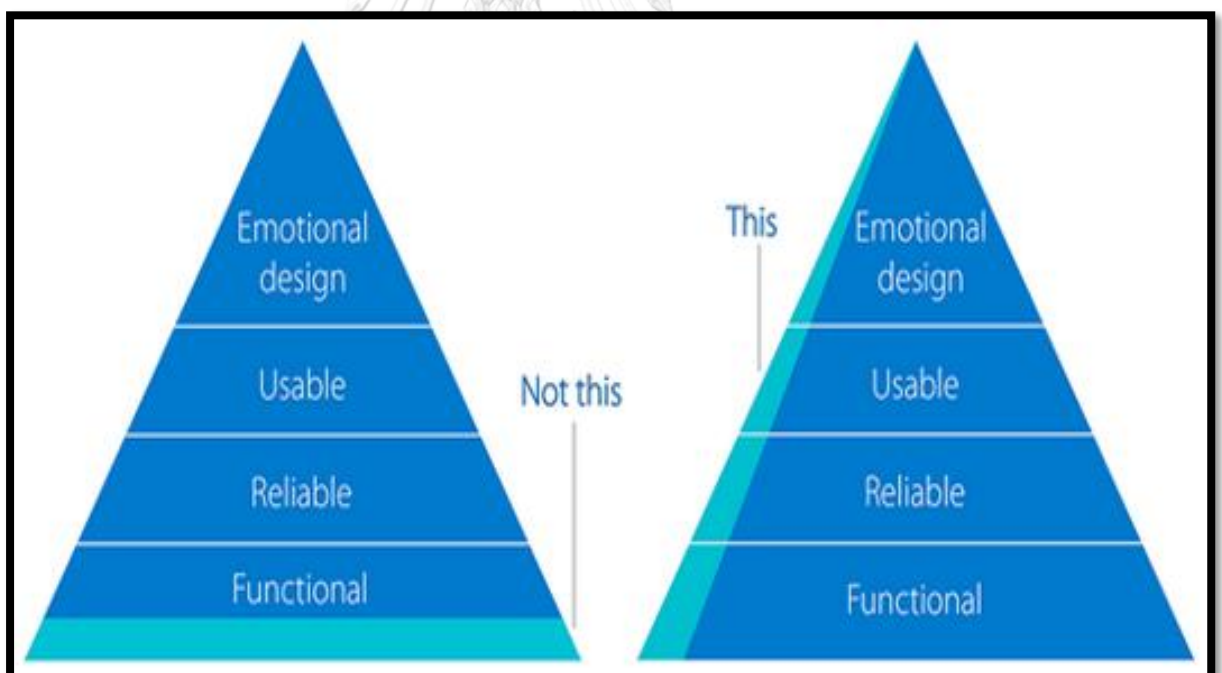 Emotional
design
Usable
Reliable
Functional
Not this
This
Emotional
design
Usable
Reliable
Functional